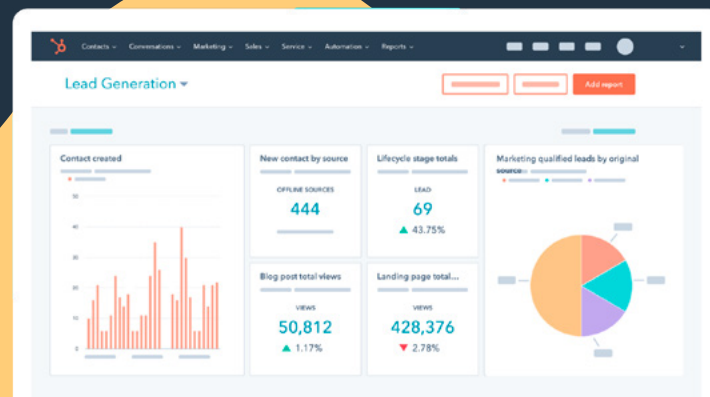 Contacts Conversations Marketing Sales Service Automation Reports
Lead Generation
Add report
Contact created
50
40
30
20
10
0
New contact by source
OFFLINE SOURCES
444
Lifecycle stage totals
LEAD
69
43.75%
Marketing qualified leads by original
source
Blog post total views
VIEWS
50,812
1.17%
Landing page total...
VIEWS
428,376
2.78%